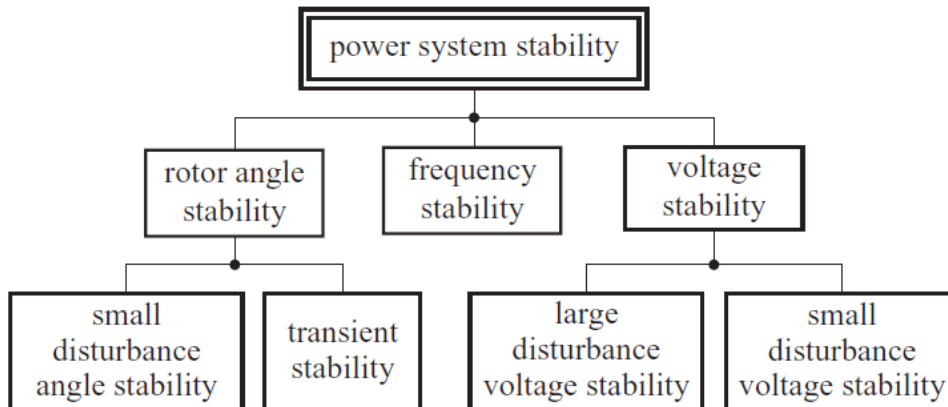 power system stability
rotor angle
stability
frequency
stability
voltage
stability
small
disturbance
angle stability
transient
stability
large
disturbance
voltage stability
small
disturbance
voltage stability